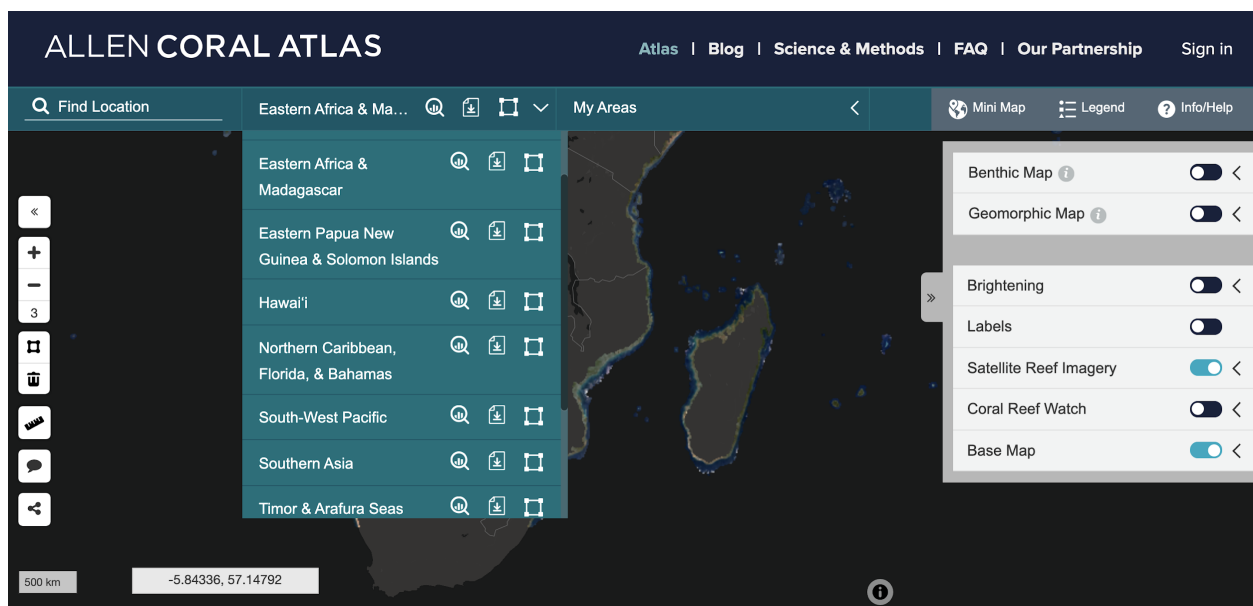 ALLEN CORAL ATLAS
Atlas | Blog | Science & Methods | FAQ | Our Partnership Sign in
Find Location
Eastern Africa & Ma...
My Areas
Mini Map
Legend
Info/Help
Eastern Africa &
Madagascar
Eastern Papua New
Guinea & Solomon Islands
Hawai'i
Northern Caribbean,
Florida, & Bahamas
South-West Pacific
Southern Asia
Timor & Arafura Seas
3
Benthic Map
Geomorphic Map
Brightening
Labels
Satellite Reef Imagery
Coral Reef Watch
Base Map
500 km
-5.84336, 57.14792